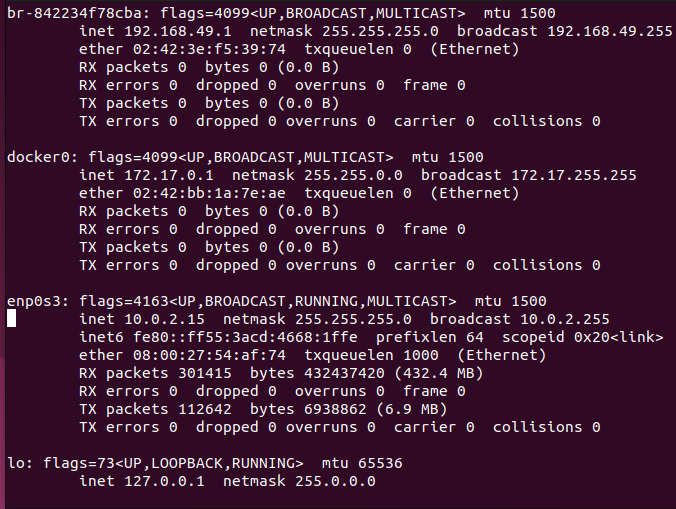 br-842234f78cba: flags=4099<UP,BROADCAST,MULTICAST>  mtu 1500
        inet 192.168.49.1  netmask 255.255.255.0  broadcast 192.168.49.255
        ether 02:42:3e:f5:39:74  txqueuelen 0  (Ethernet)
        RX packets 0  bytes 0 (0.0 B)
        RX errors 0  dropped 0  overruns 0  frame 0
        TX packets 0  bytes 0 (0.0 B)
        TX errors 0  dropped 0 overruns 0  carrier 0  collisions 0

docker0: flags=4099<UP,BROADCAST,MULTICAST>  mtu 1500
        inet 172.17.0.1  netmask 255.255.0.0  broadcast 172.17.255.255
        ether 02:42:bb:1a:7e:ae  txqueuelen 0  (Ethernet)
        RX packets 0  bytes 0 (0.0 B)
        RX errors 0  dropped 0  overruns 0  frame 0
        TX packets 0  bytes 0 (0.0 B)
        TX errors 0  dropped 0 overruns 0  carrier 0  collisions 0

enp0s3: flags=4163<UP,BROADCAST,RUNNING,MULTICAST>  mtu 1500
        inet 10.0.2.15  netmask 255.255.255.0  broadcast 10.0.2.255
        inet6 fe80::ff55:3acd:4668:1ffe  prefixlen 64  scopeid 0x20<link>
        ether 08:00:27:54:af:74  txqueuelen 1000  (Ethernet)
        RX packets 301415  bytes 432437420 (432.4 MB)
        RX errors 0  dropped 0  overruns 0  frame 0
        TX packets 112642  bytes 6938862 (6.9 MB)
        TX errors 0  dropped 0 overruns 0  carrier 0  collisions 0

lo: flags=73<UP,LOOPBACK,RUNNING>  mtu 65536
        inet 127.0.0.1  netmask 255.0.0.0